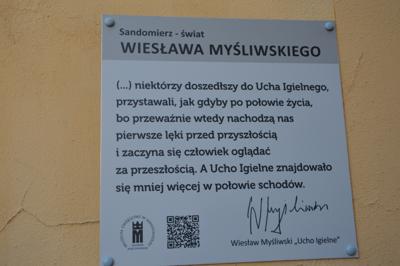 Sandomierz - świat
WIESŁAWA MYŚLIWSKIEGO
(...) niektórzy doszedłszy do Ucha Igielnego,
przystawali, jak gdyby po połowie życia,
bo przeważnie wtedy nachodzą nas
pierwsze lęki przed przyszłością
i zaczyna się człowiek oglądać
za przeszłością. A Ucho Igielne znajdowało
się mniej więcej w połowie schodów.
Wiesław Myśliwski „Ucho Igielne”